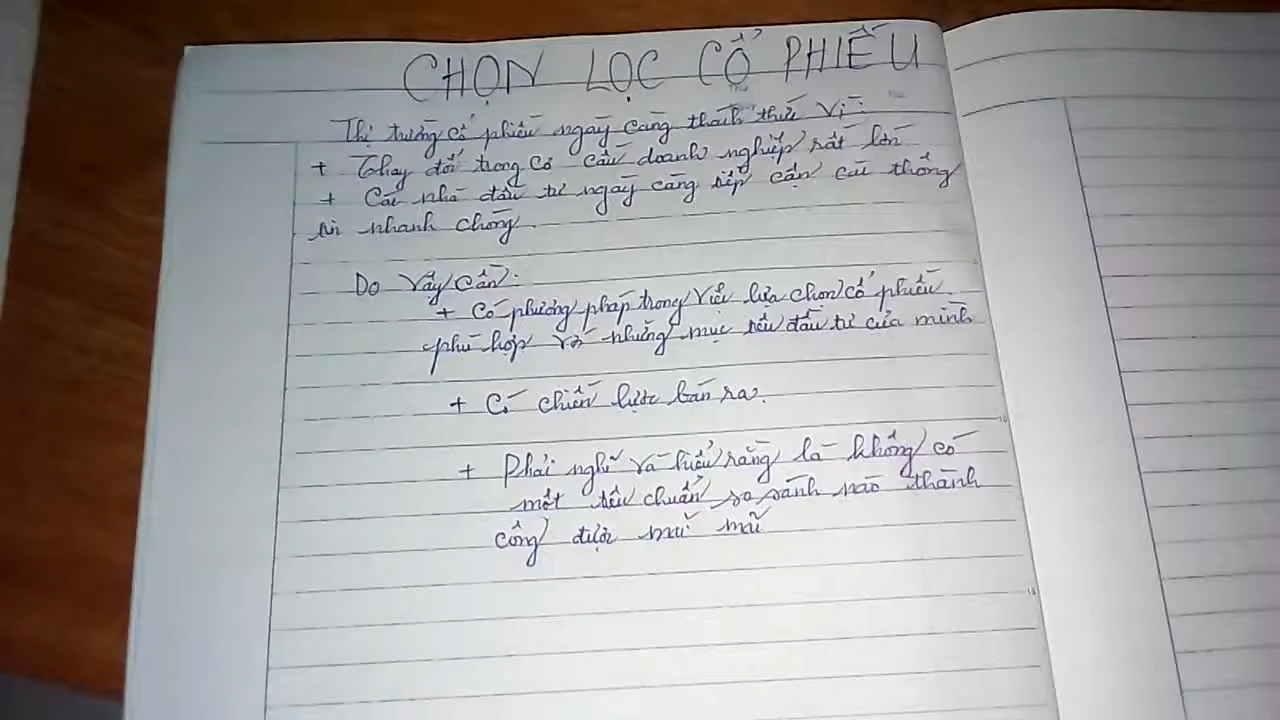 CHỌN LỌC CỔ PHIẾU
Thị trường cổ phiếu ngày càng thách thức vì:
+ Thay đổi trong cơ cấu doanh nghiệp rất lớn
+ Các nhà đầu tư ngày càng tiếp cận các thông
tin nhanh chóng.
Do vậy cần:
+ Có phương pháp trong việc lựa chọn cổ phiếu
phù hợp với những mục tiêu đầu tư của mình
+ Có chiến lược bán ra.
+ Phải nghĩ và hiểu rằng là không có
một tiêu chuẩn so sánh nào thành
công được mãi mãi